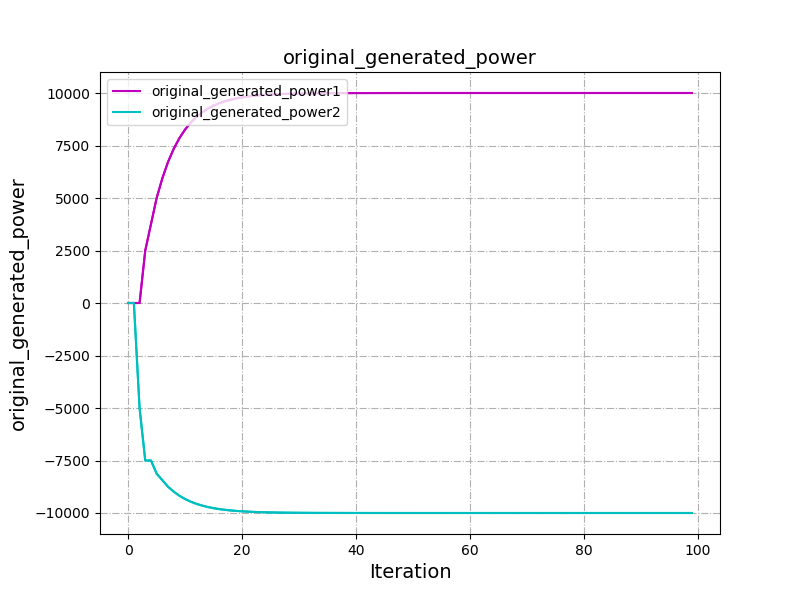 original_generated_power
original_generated_power1
original_generated_power2
10000
7500
5000
2500
0
−2500
−5000
−7500
−10000
original_generated_power
0 20 40 60 80 100
Iteration